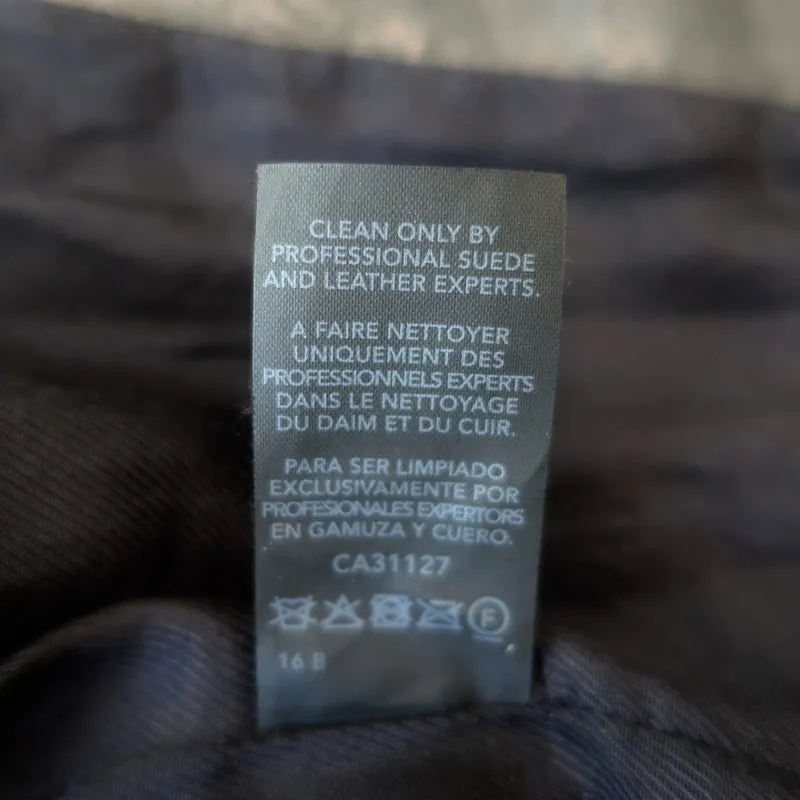 CLEAN ONLY BY
PROFESSIONAL SUEDE
AND LEATHER EXPERTS.
A FAIRE NETTOYER
UNIQUEMENT DES
PROFESSIONNELS EXPERTS
DANS LE NETTOYAGE
DU DAIM ET DU CUIR.
PARA SER LIMPIADO
EXCLUSIVAMENTE POR
PROFESIONALES EXPERTORS
EN GAMUZA Y CUERO.
CA31127
F
16 B